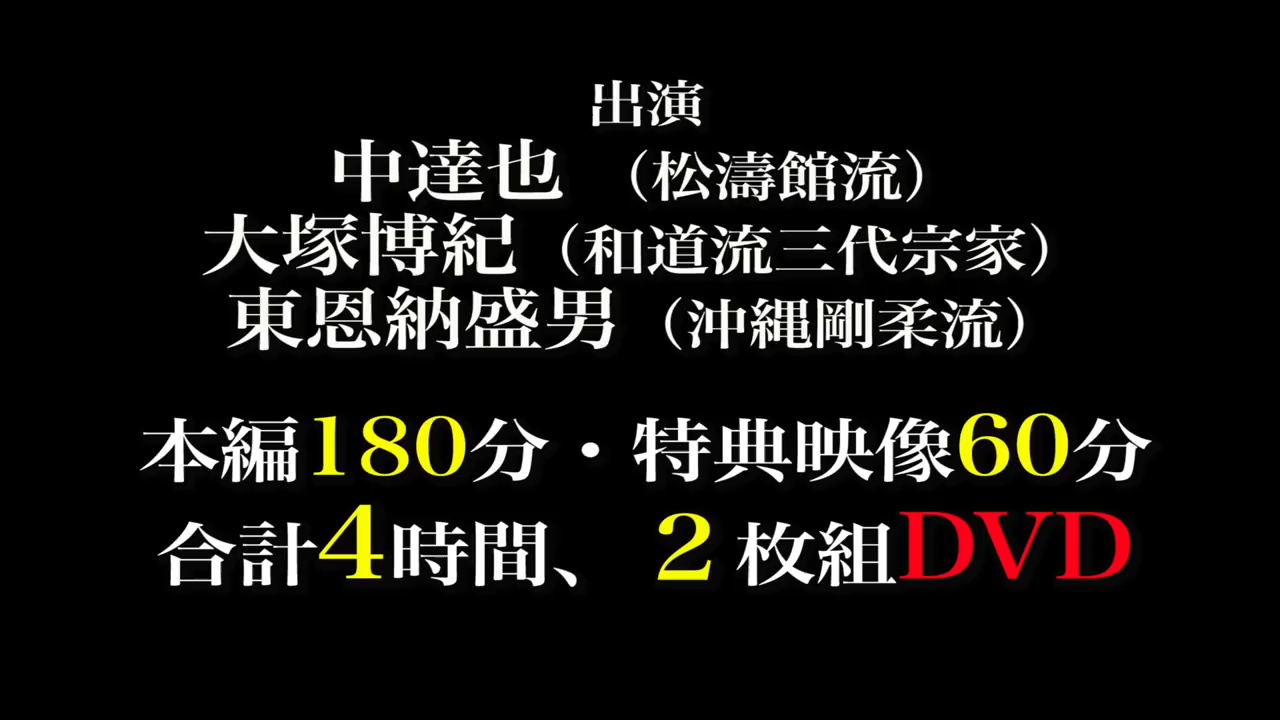 出演
中達也 （松濤館流）
大塚博紀（和道流三代宗家）
東恩納盛男（沖縄剛柔流）
本編180分・特典映像60分
合計4時間、２枚組DVD